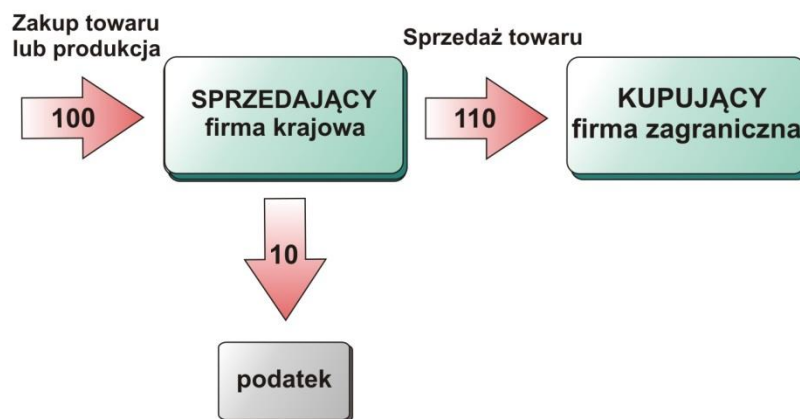 Zakup towaru
lub produkcja
100
SPRZEDAJĄCY
firma krajowa
Sprzedaż towaru
110
KUPUJĄCY
firma zagraniczna
10
podatek